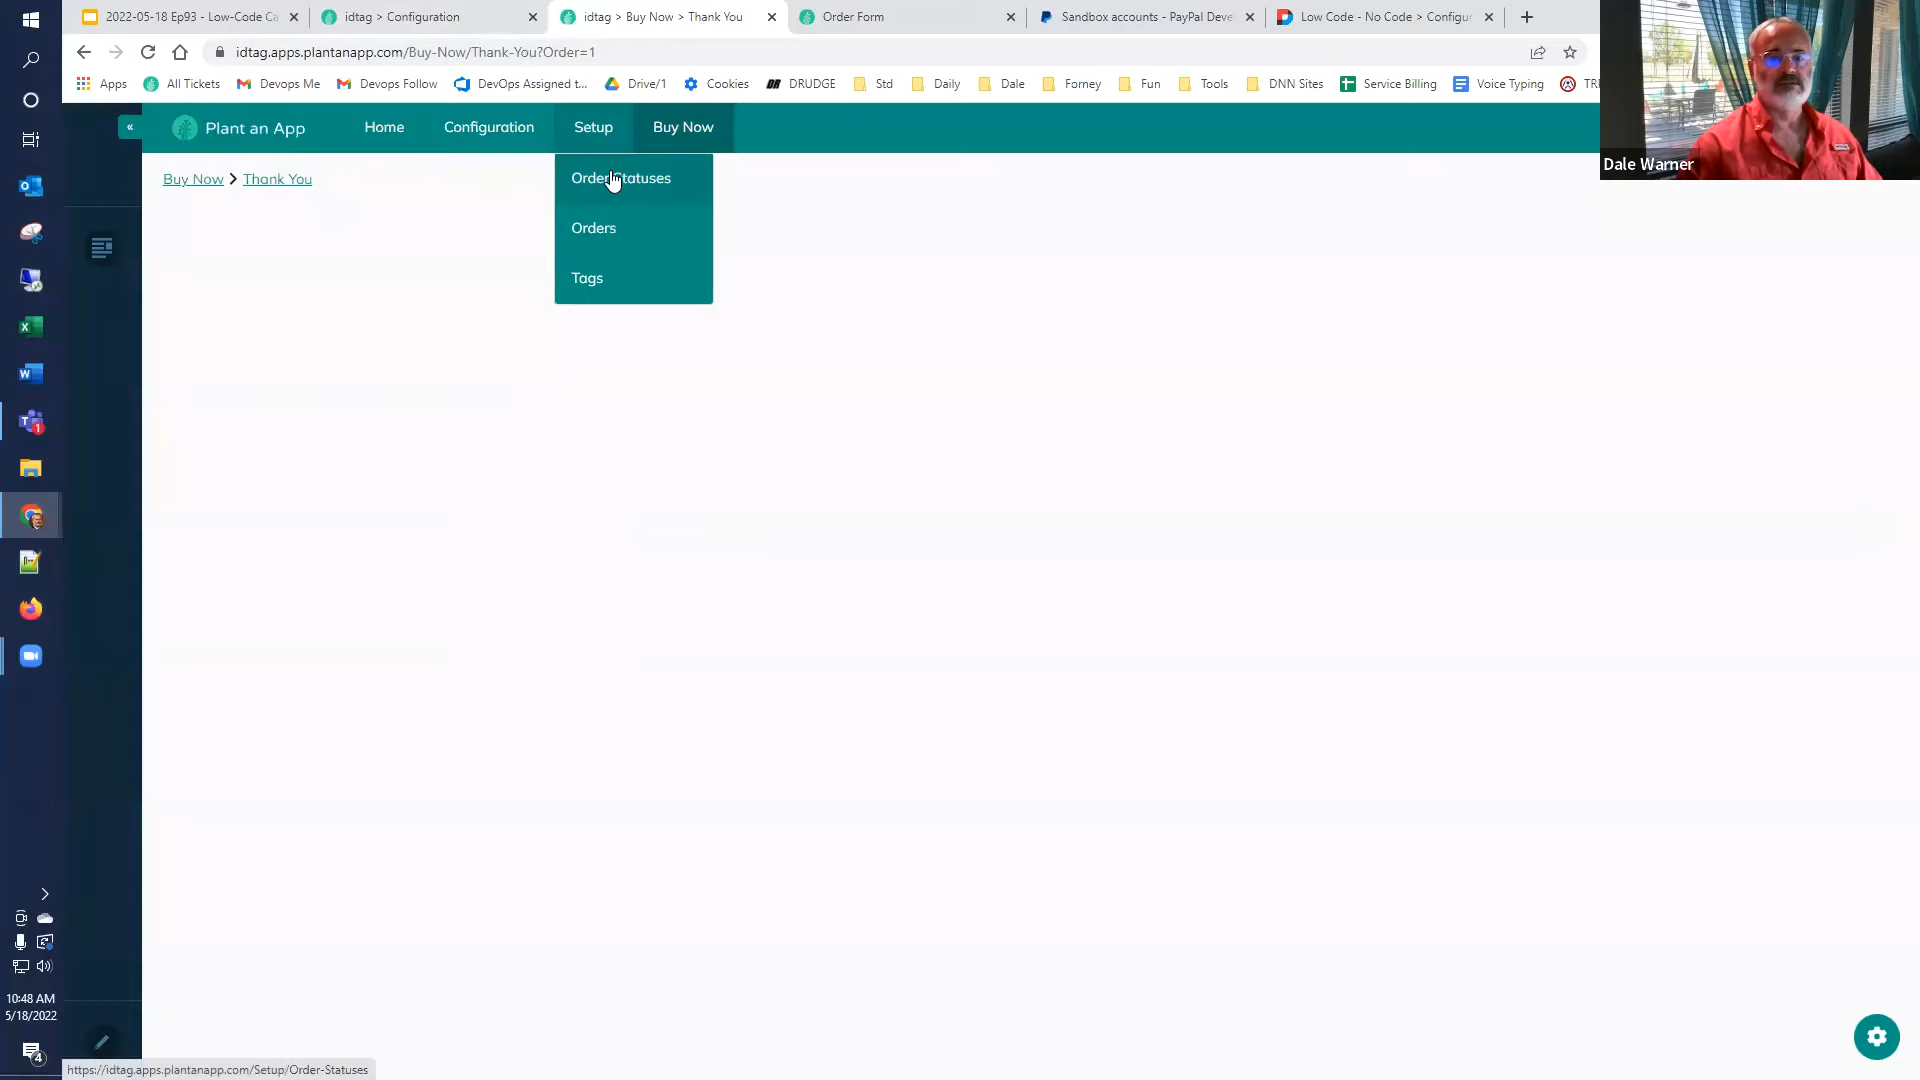 2022-05-18 Ep93 - Low-Code Ca
idtag > Configuration
idtag > Buy Now > Thank You
Order Form
Sandbox accounts - PayPal Deve
Low Code - No Code > Configu
idtag.apps.plantanapp.com/Buy-Now/Thank-You?Order=1
Apps
All Tickets
Devops Me
Devops Follow
DevOps Assigned t...
Drive/1
Cookies
DR DRUDGE
Std
Daily
Dale
Forney
Fun
Tools
DNN Sites
Service Billing
Voice Typing
Plant an App
Home
Configuration
Setup
Buy Now
Dale Warner
Buy Now > Thank You
Order Statuses
Orders
Tags
10:48 AM
5/18/2022
4
https://idtag.apps.plantanapp.com/Setup/Order-Statuses